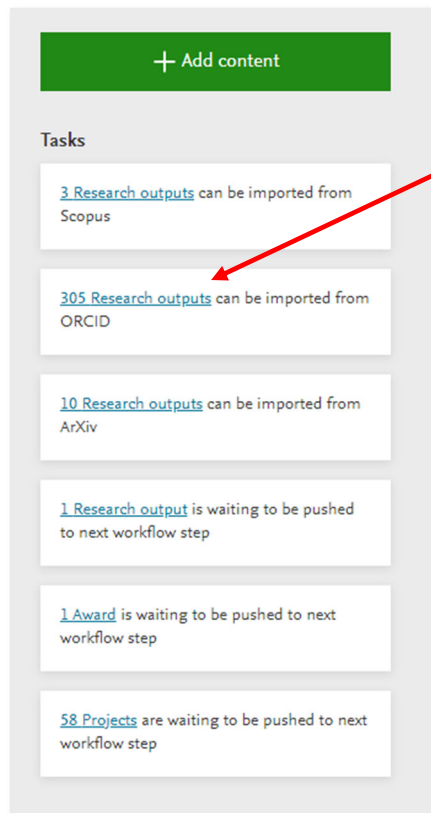 + Add content
Tasks
3 Research outputs can be imported from
Scopus
305 Research outputs can be imported from
ORCID
10 Research outputs can be imported from
ArXiv
1 Research output is waiting to be pushed
to next workflow step
1 Award is waiting to be pushed to next
workflow step
58 Projects are waiting to be pushed to next
workflow step